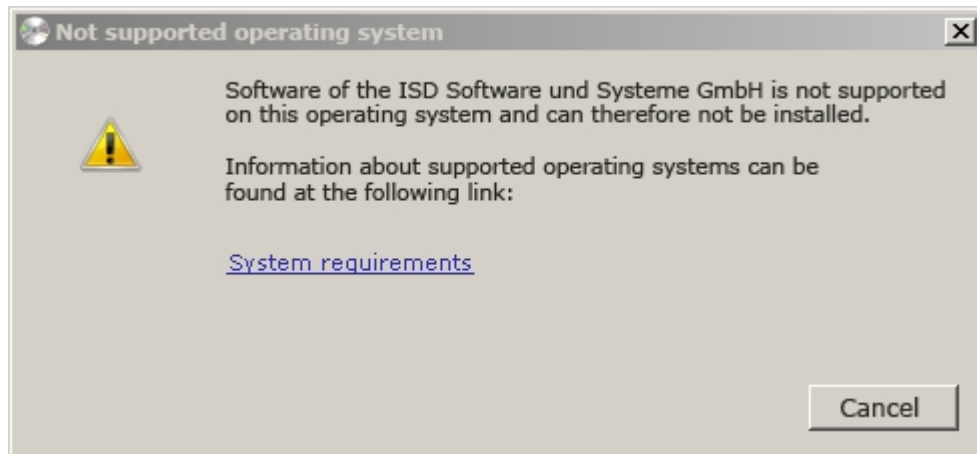 Not supported operating system
Software of the ISD Software und Systeme GmbH is not supported
on this operating system and can therefore not be installed.
Information about supported operating systems can be
found at the following link:
System requirements
Cancel